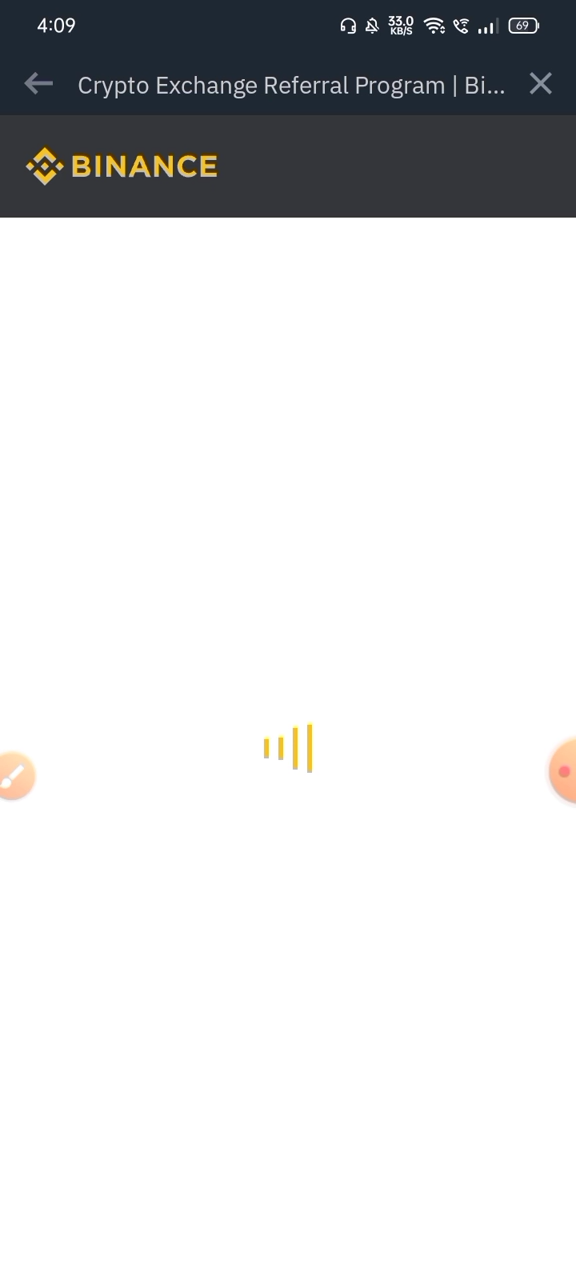 4:09
33.0
KB/S
69
Crypto Exchange Referral Program | Bi...
BINANCE